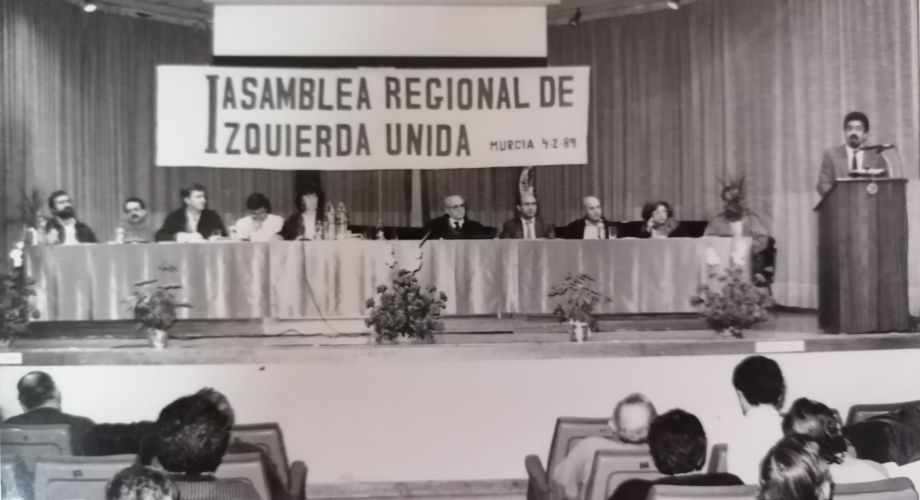 I ASAMBLEA REGIONAL DE
IZQUIERDA UNIDA MURCIA 4-2-89